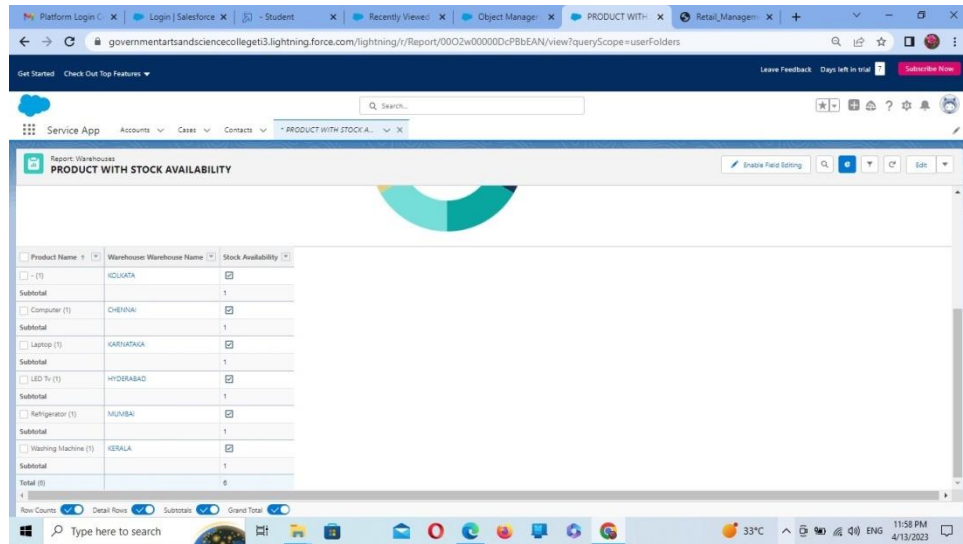 Platform Login C
Login | Salesforce
- Student
Recently Viewed
Object Manager
PRODUCT WITH
Retail_Managem
governmentartsandsciencecollegeti3.lightning.force.com/lightning/r/Report/00O2w00000DcPBbEAN/view?queryScope=userFolders
Get Started Check Out Top Features
Leave Feedback Days left in trial 7 Subscribe Now
Search...
Service App Accounts Cases Contacts * PRODUCT WITH STOCK A...
Report: Warehouses
PRODUCT WITH STOCK AVAILABILITY
Enable Field Editing Edit
Product Name ↑ Warehouse: Warehouse Name Stock Availability
- (1) KOLKATA
Subtotal 1
Computer (1) CHENNAI
Subtotal 1
Laptop (1) KARNATAKA
Subtotal 1
LED Tv (1) HYDERABAD
Subtotal 1
Refrigerator (1) MUMBAI
Subtotal 1
Washing Machine (1) KERALA
Subtotal 1
Total (6) 6
Row Counts Detail Rows Subtotals Grand Total
Type here to search
33°C ENG 11:58 PM
4/13/2023